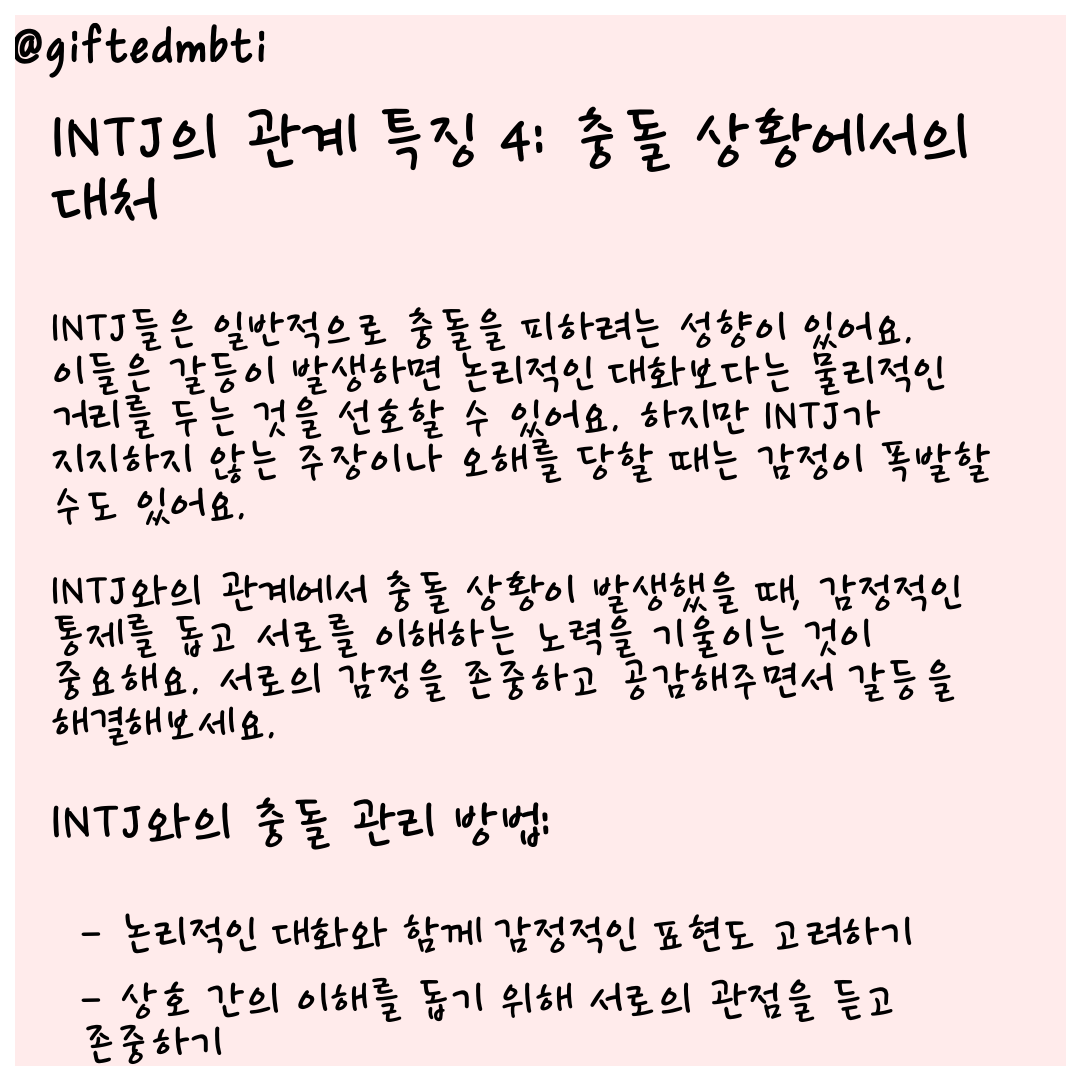 @giftedmbti
INTJ의 관계 특징 4: 충돌 상황에서의
대처
INTJ들은 일반적으로 충돌을 피하려는 성향이 있어요.
이들은 갈등이 발생하면 논리적인 대화보다는 물리적인
거리를 두는 것을 선호할 수 있어요. 하지만 INTJ가
지지하지 않는 주장이나 오해를 당할 때는 감정이 폭발할
수도 있어요.
INTJ와의 관계에서 충돌 상황이 발생했을 때, 감정적인
통제를 돕고 서로를 이해하는 노력을 기울이는 것이
중요해요. 서로의 감정을 존중하고 공감해주면서 갈등을
해결해보세요.
INTJ와의 충돌 관리 방법:
- 논리적인 대화와 함께 감정적인 표현도 고려하기
- 상호 간의 이해를 돕기 위해 서로의 관점을 듣고
존중하기